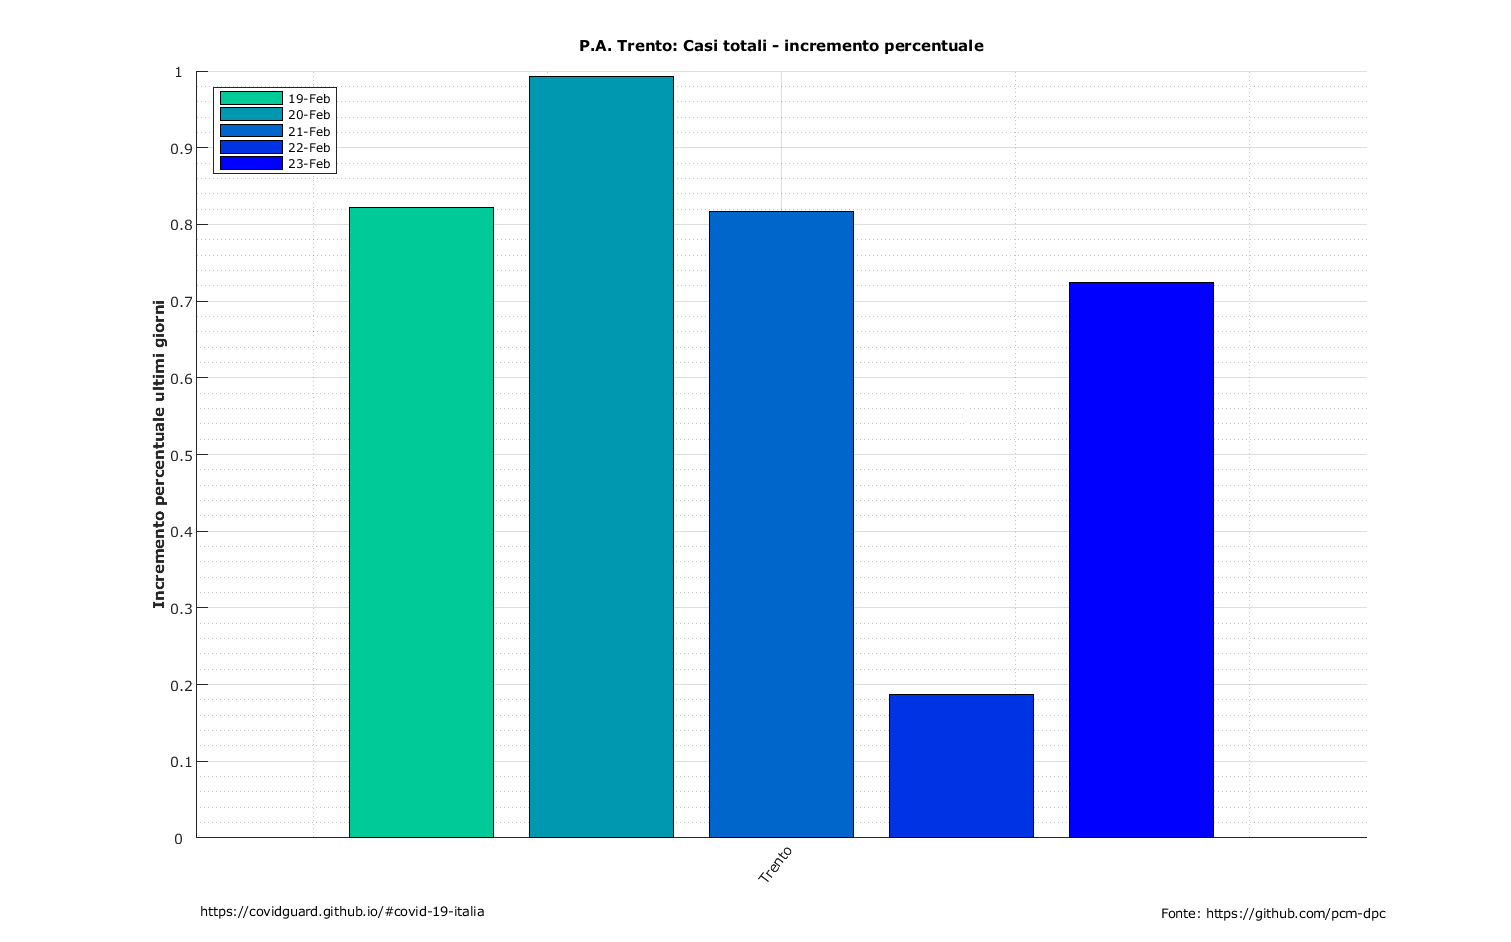 P.A. Trento: Casi totali - incremento percentuale
1
0.9
0.8
0.7
0.6
0.5
0.4
0.3
0.2
0.1
0
19-Feb
20-Feb
21-Feb
22-Feb
23-Feb
Incremento percentuale ultimi giorni
Trento
https://covidguard.github.io/#covid-19-italia
Fonte: https://github.com/pcm-dpc